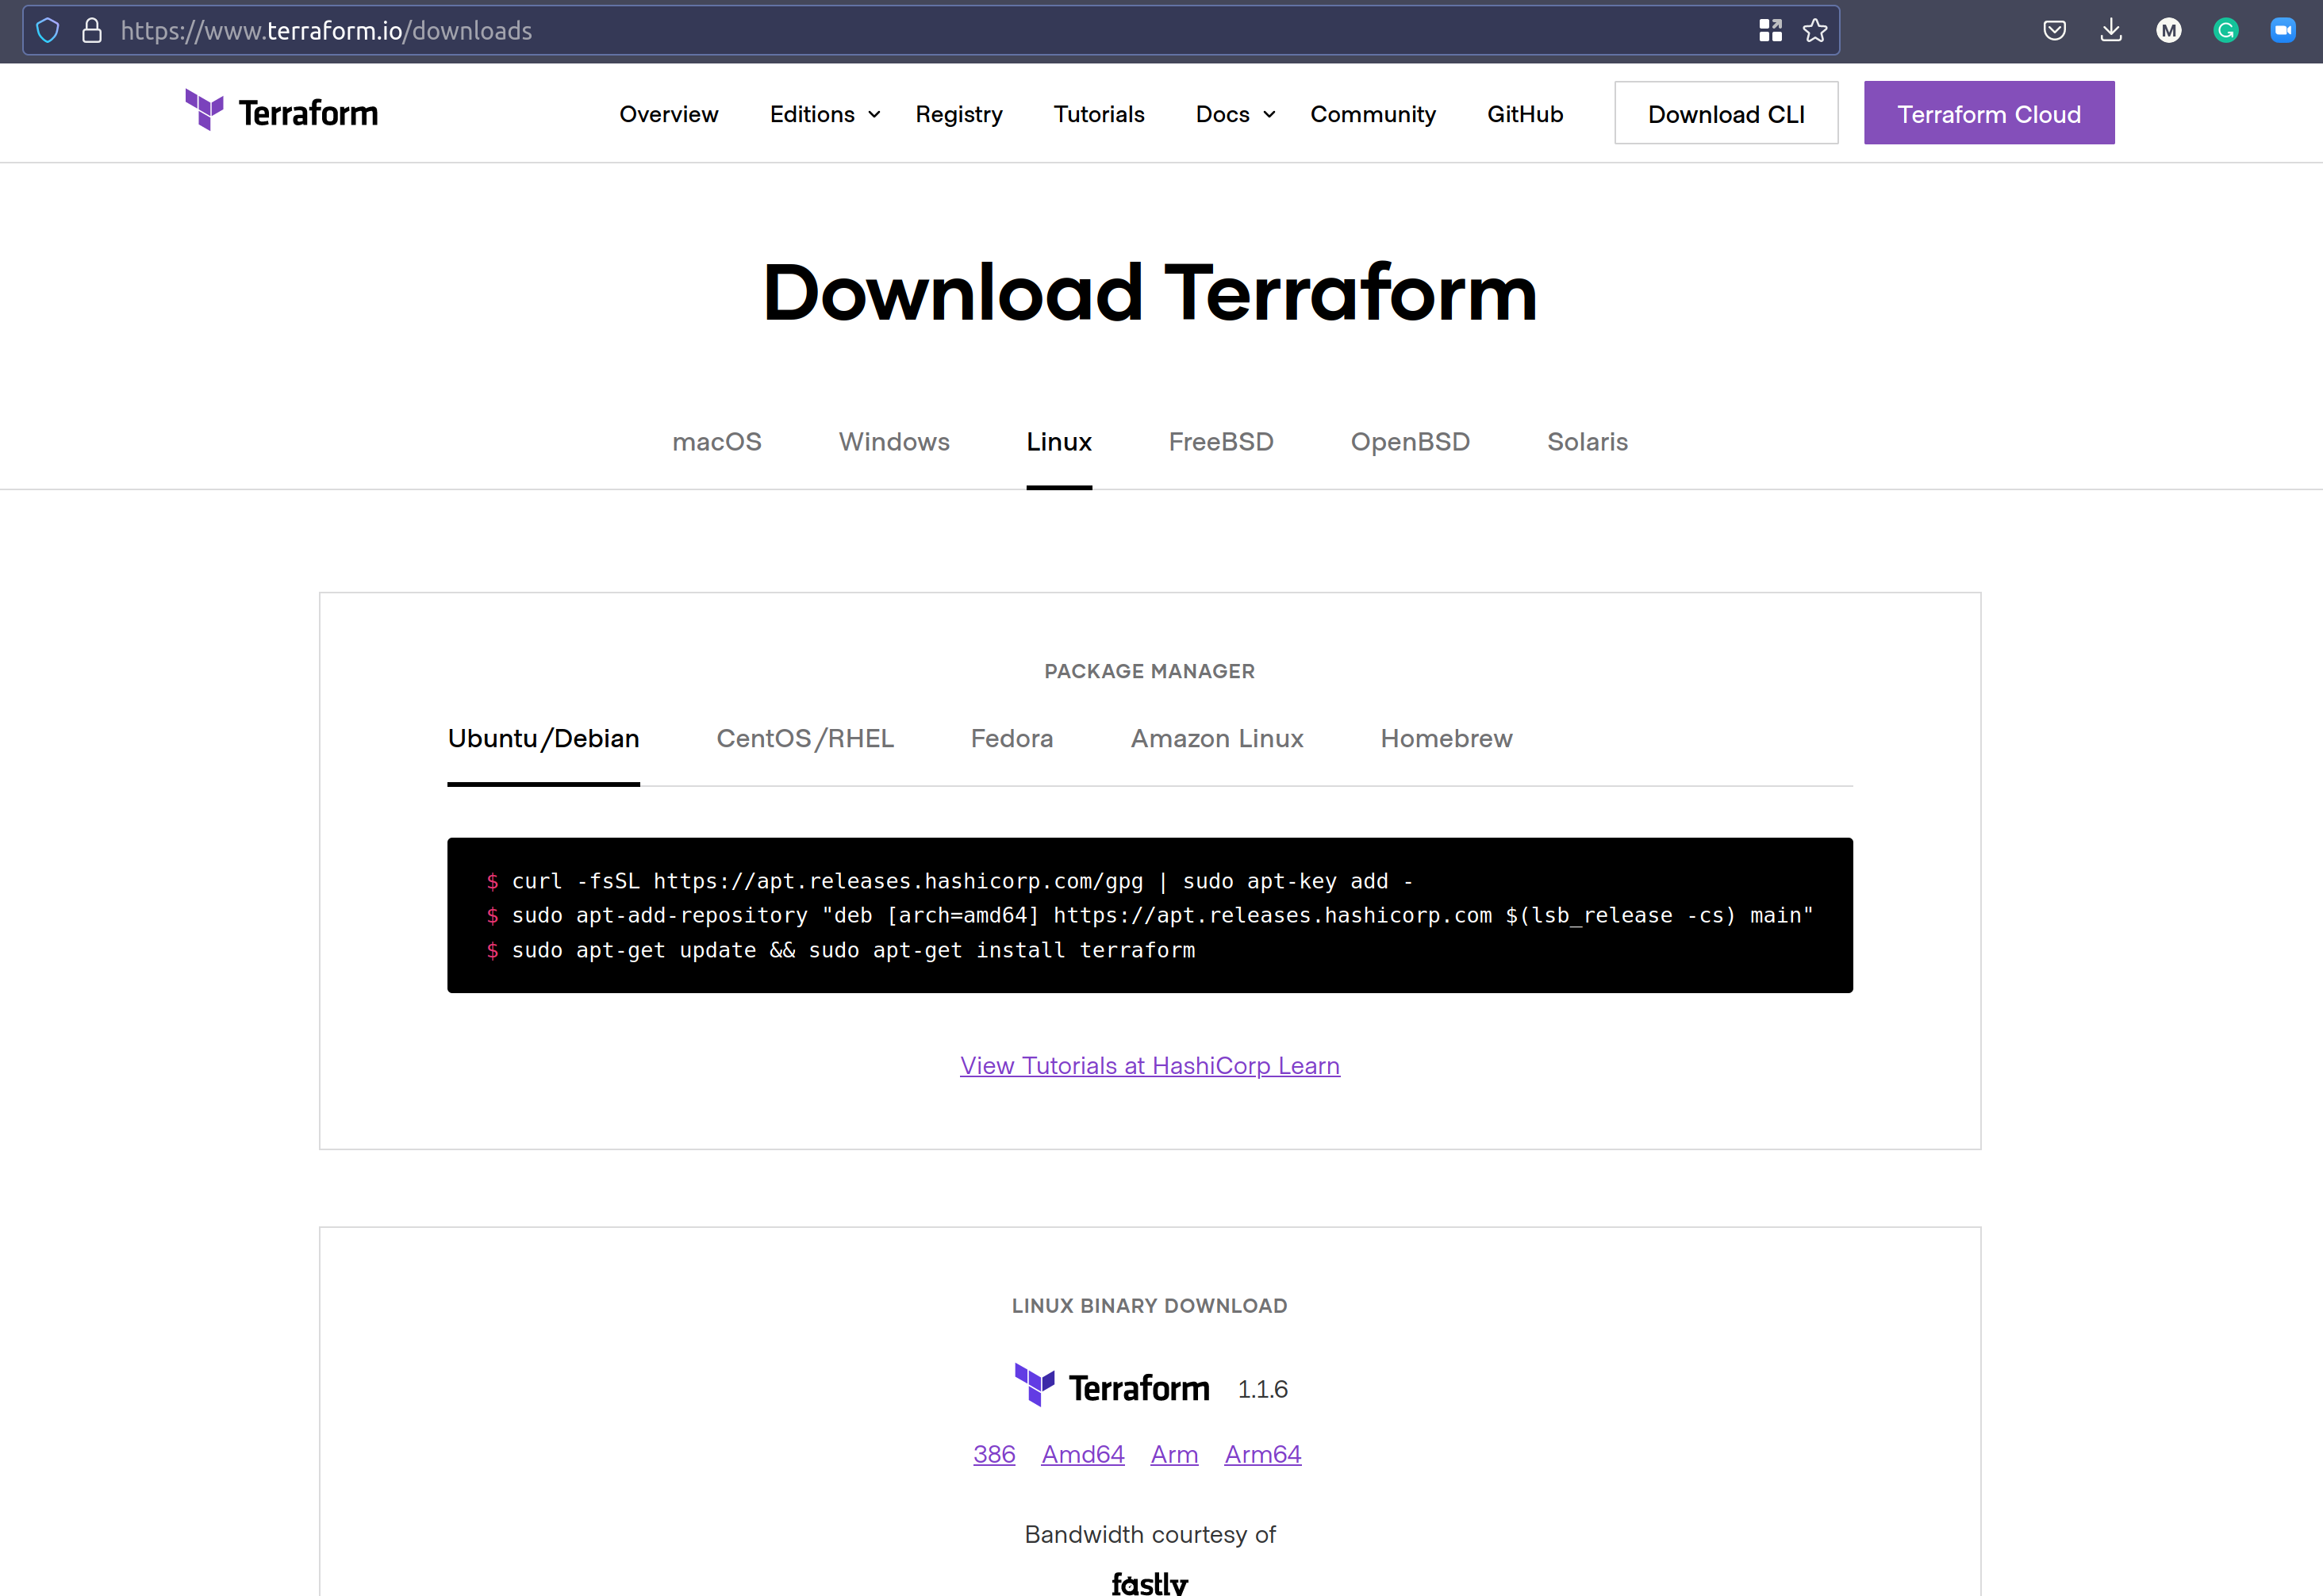 https://www.terraform.io/downloads
M
G
Terraform
Overview Editions Registry Tutorials Docs Community GitHub Download CLI Terraform Cloud
Download Terraform
macOS Windows Linux FreeBSD OpenBSD Solaris
PACKAGE MANAGER
Ubuntu/Debian CentOS/RHEL Fedora Amazon Linux Homebrew
$ curl -fsSL https://apt.releases.hashicorp.com/gpg | sudo apt-key add -
$ sudo apt-add-repository "deb [arch=amd64] https://apt.releases.hashicorp.com $(lsb_release -cs) main"
$ sudo apt-get update && sudo apt-get install terraform
View Tutorials at HashiCorp Learn
LINUX BINARY DOWNLOAD
Terraform 1.1.6
386 Amd64 Arm Arm64
Bandwidth courtesy of
fastly